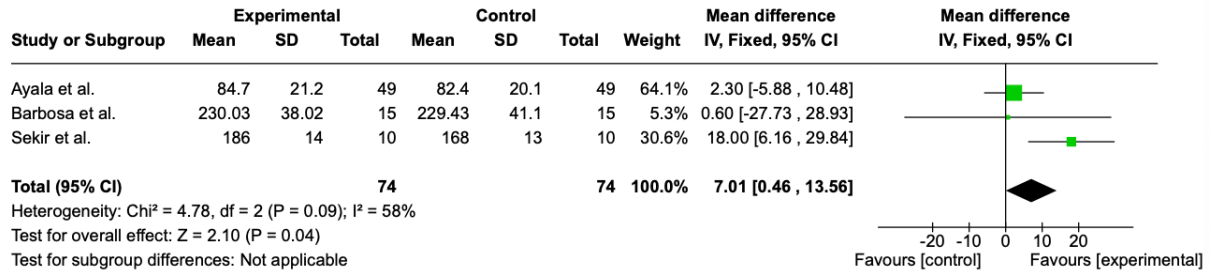 Experimental Control Mean difference Mean difference
Study or Subgroup Mean SD Total Mean SD Total Weight IV, Fixed, 95% CI IV, Fixed, 95% CI
Ayala et al. 84.7 21.2 49 82.4 20.1 49 64.1% 2.30 [-5.88 , 10.48]
Barbosa et al. 230.03 38.02 15 229.43 41.1 15 5.3% 0.60 [-27.73 , 28.93]
Sekir et al. 186 14 10 168 13 10 30.6% 18.00 [6.16 , 29.84]
Total (95% CI) 74 74 100.0% 7.01 [0.46 , 13.56]
Heterogeneity: Chi² = 4.78, df = 2 (P = 0.09); I² = 58%
Test for overall effect: Z = 2.10 (P = 0.04)
-20 -10 0 10 20
Test for subgroup differences: Not applicable
Favours [control] Favours [experimental]